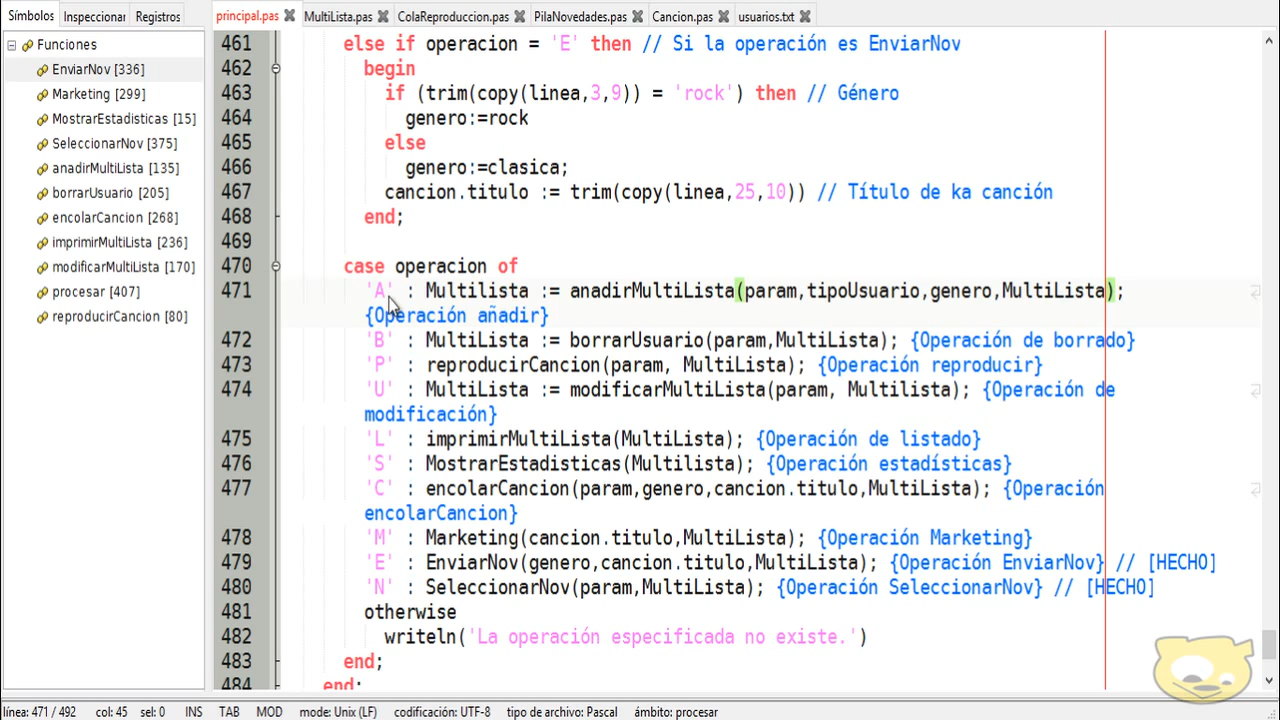 Símbolos Inspeccionar Registros
Funciones
EnviarNov [336]
Marketing [299]
MostrarEstadisticas [15]
SeleccionarNov [375]
anadirMultiLista [135]
borrarUsuario [205]
encolarCancion [268]
imprimirMultiLista [236]
modificarMultiLista [170]
procesar [407]
reproducirCancion [80]
principal.pas MultiLista.pas ColaReproduccion.pas PilaNovedades.pas Cancion.pas usuarios.txt
461 else if operacion = 'E' then // Si la operación es EnviarNov
462 begin
463 if (trim(copy(linea,3,9)) = 'rock') then // Género
464 genero:=rock
465 else
466 genero:=clasica;
467 cancion.titulo := trim(copy(linea,25,10)) // Título de ka canción
468 end;
469
470 case operacion of
471 'A' : Multilista := anadirMultiLista(param,tipoUsuario,genero,MultiLista);
{Operación añadir}
472 'B' : MultiLista := borrarUsuario(param,MultiLista); {Operación de borrado}
473 'P' : reproducirCancion(param, MultiLista); {Operación reproducir}
474 'U' : MultiLista := modificarMultiLista(param, Multilista); {Operación de
modificación}
475 'L' : imprimirMultiLista(MultiLista); {Operación de listado}
476 'S' : MostrarEstadisticas(Multilista); {Operación estadísticas}
477 'C' : encolarCancion(param,genero,cancion.titulo,MultiLista); {Operación
encolarCancion}
478 'M' : Marketing(cancion.titulo,MultiLista); {Operación Marketing}
479 'E' : EnviarNov(genero,cancion.titulo,MultiLista); {Operación EnviarNov} // [HECHO]
480 'N' : SeleccionarNov(param,MultiLista); {Operación SeleccionarNov} // [HECHO]
481 otherwise
482 writeln('La operación especificada no existe.')
483 end;
484 end;
línea: 471 / 492 col: 45 sel: 0 INS TAB MOD modo: Unix (LF) codificación: UTF-8 tipo de archivo: Pascal ámbito: procesar